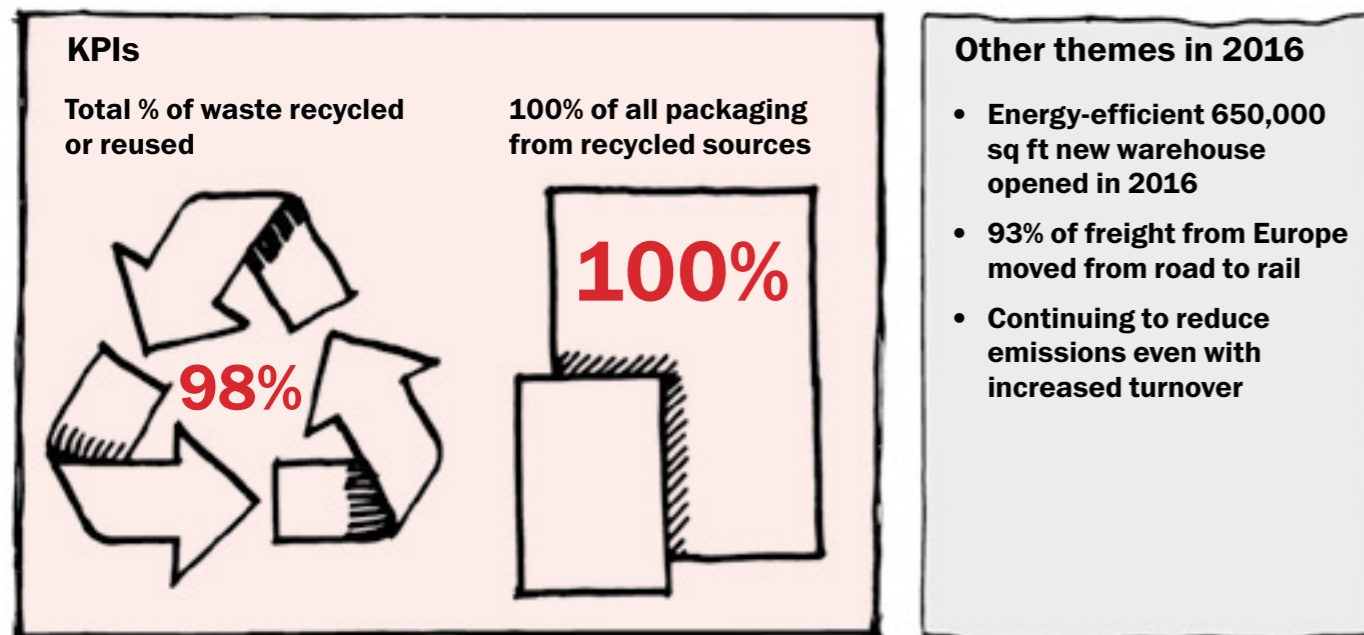 KPIs
Total % of waste recycled
or reused
98%
100% of all packaging
from recycled sources
100%
Other themes in 2016
• Energy-efficient 650,000
sq ft new warehouse
opened in 2016
• 93% of freight from Europe
moved from road to rail
• Continuing to reduce
emissions even with
increased turnover